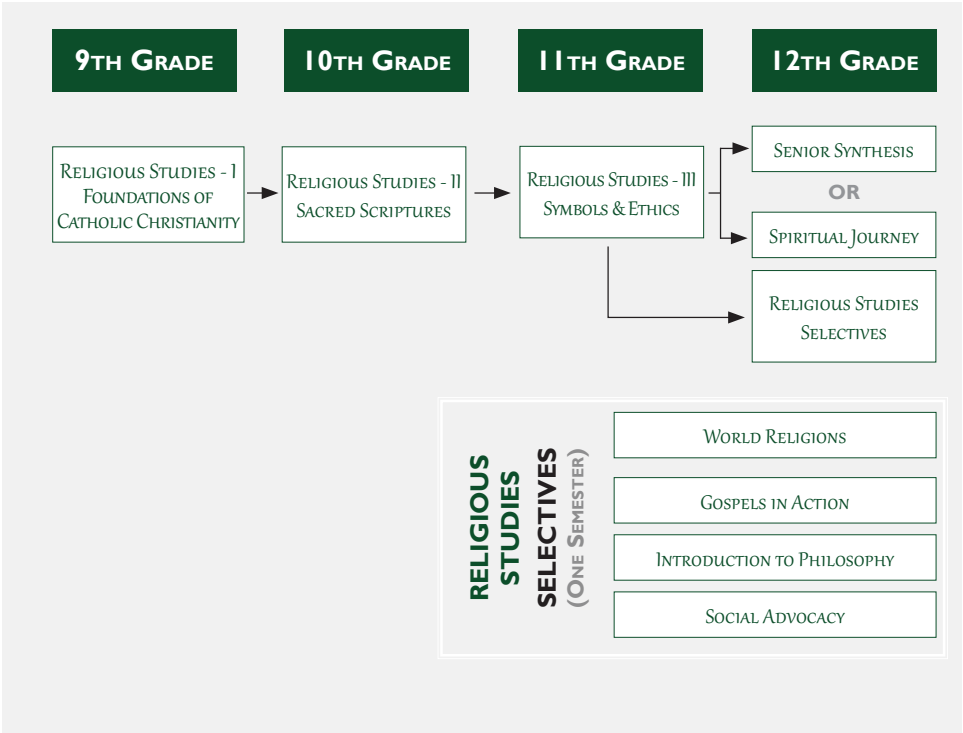 9th Grade
10th Grade
11th Grade
12th Grade
Religious Studies - I
Foundations of
Catholic Christianity
Religious Studies - II
Sacred Scriptures
Religious Studies - III
Symbols & Ethics
Senior Synthesis
OR
Spiritual Journey
Religious Studies
Selectives
RELIGIOUS
STUDIES
SELECTIVES
(One Semester)
World Religions
Gospels in Action
Introduction to Philosophy
Social Advocacy